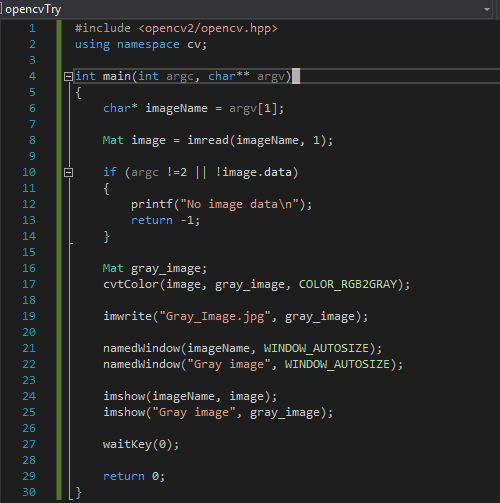 opencvTry
1 #include <opencv2/opencv.hpp>
2 using namespace cv;
3
4 int main(int argc, char** argv)
5 {
6     char* imageName = argv[1];
7
8     Mat image = imread(imageName, 1);
9
10     if (argc !=2 || !image.data)
11     {
12         printf("No image data\n");
13         return -1;
14     }
15
16     Mat gray_image;
17     cvtColor(image, gray_image, COLOR_RGB2GRAY);
18
19     imwrite("Gray_Image.jpg", gray_image);
20
21     namedWindow(imageName, WINDOW_AUTOSIZE);
22     namedWindow("Gray image", WINDOW_AUTOSIZE);
23
24     imshow(imageName, image);
25     imshow("Gray image", gray_image);
26
27     waitKey(0);
28
29     return 0;
30 }